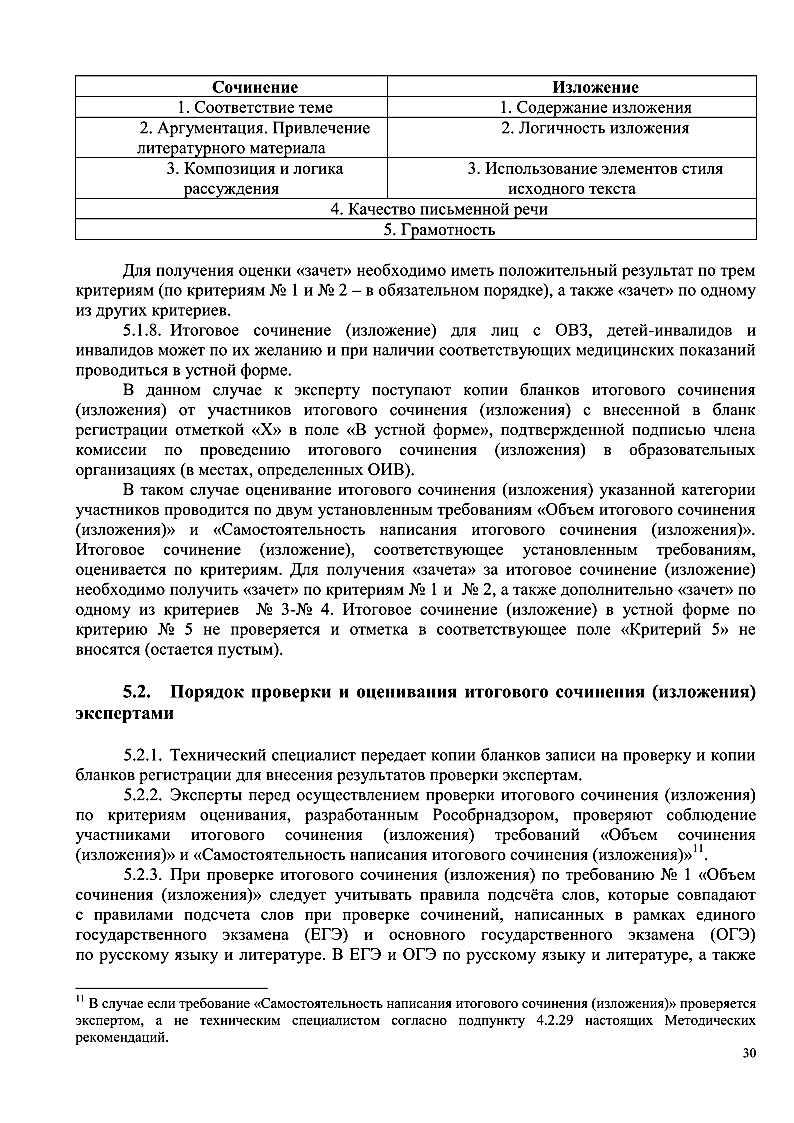 Сочинение
Изложение
1. Соответствие теме
1. Содержание изложения
2. Аргументация. Привлечение
литературного материала
2. Логичность изложения
3. Композиция и логика
рассуждения
3. Использование элементов стиля
исходного текста
4. Качество письменной речи
5. Грамотность
Для получения оценки «зачет» необходимо иметь положительный результат по трем
критериям (по критериям № 1 и № 2 – в обязательном порядке), а также «зачет» по одному
из других критериев.
5.1.8. Итоговое сочинение (изложение) для лиц с ОВЗ, детей-инвалидов и
инвалидов может по их желанию и при наличии соответствующих медицинских показаний
проводиться в устной форме.
В данном случае к эксперту поступают копии бланков итогового сочинения
(изложения) от участников итогового сочинения (изложения) с внесенной в бланк
регистрации отметкой «Х» в поле «В устной форме», подтвержденной подписью члена
комиссии по проведению итогового сочинения (изложения) в образовательных
организациях (в местах, определенных ОИВ).
В таком случае оценивание итогового сочинения (изложения) указанной категории
участников проводится по двум установленным требованиям «Объем итогового сочинения
(изложения)» и «Самостоятельность написания итогового сочинения (изложения)».
Итоговое сочинение (изложение), соответствующее установленным требованиям,
оценивается по критериям. Для получения «зачета» за итоговое сочинение (изложение)
необходимо получить «зачет» по критериям № 1 и № 2, а также дополнительно «зачет» по
одному из критериев № 3-№ 4. Итоговое сочинение (изложение) в устной форме по
критерию № 5 не проверяется и отметка в соответствующее поле «Критерий 5» не
вносятся (остается пустым).
5.2. Порядок проверки и оценивания итогового сочинения (изложения)
экспертами
5.2.1. Технический специалист передает копии бланков записи на проверку и копии
бланков регистрации для внесения результатов проверки экспертам.
5.2.2. Эксперты перед осуществлением проверки итогового сочинения (изложения)
по критериям оценивания, разработанным Рособрнадзором, проверяют соблюдение
участниками итогового сочинения (изложения) требований «Объем сочинения
(изложения)» и «Самостоятельность написания итогового сочинения (изложения)»11.
5.2.3. При проверке итогового сочинения (изложения) по требованию № 1 «Объем
сочинения (изложения)» следует учитывать правила подсчёта слов, которые совпадают
с правилами подсчета слов при проверке сочинений, написанных в рамках единого
государственного экзамена (ЕГЭ) и основного государственного экзамена (ОГЭ)
по русскому языку и литературе. В ЕГЭ и ОГЭ по русскому языку и литературе, а также
11 В случае если требование «Самостоятельность написания итогового сочинения (изложения)» проверяется
экспертом, а не техническим специалистом согласно подпункту 4.2.29 настоящих Методических
рекомендаций.
30